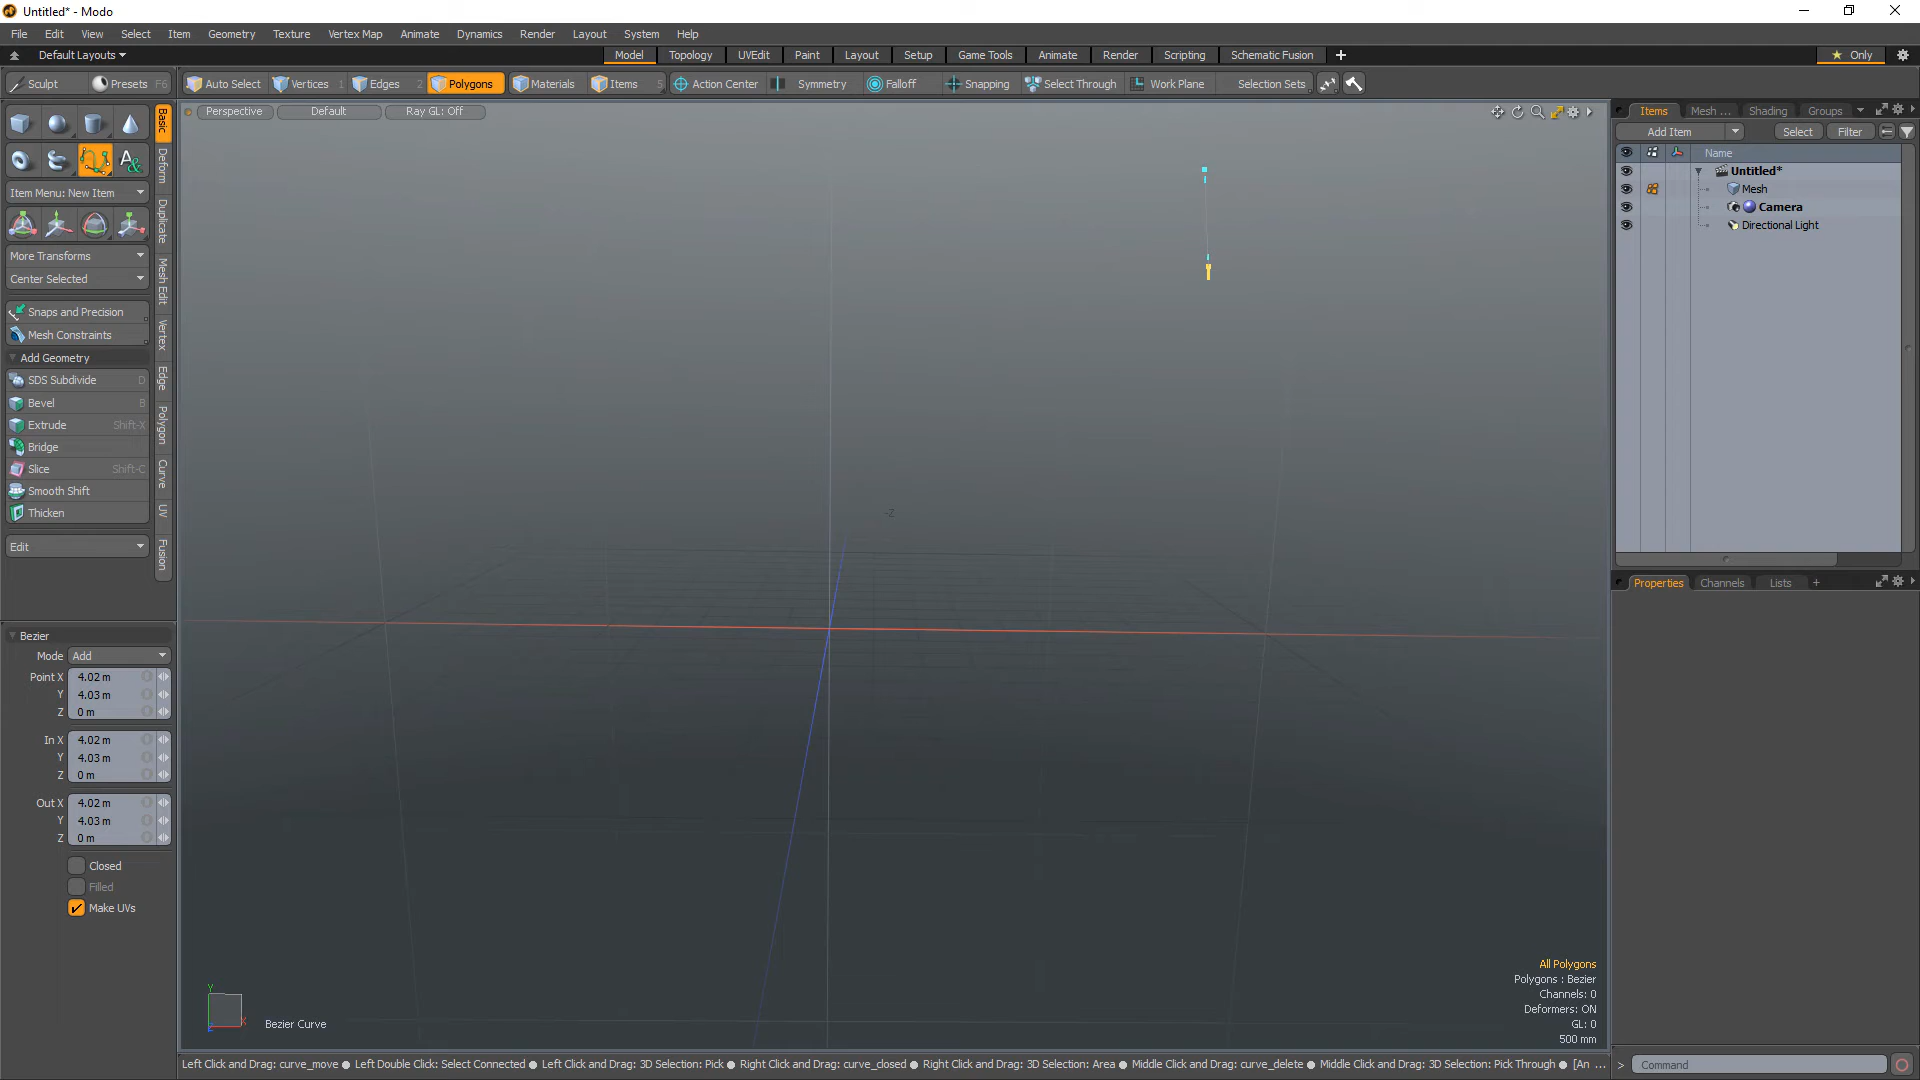 Untitled* - Modo
File Edit View Select Item Geometry Texture Vertex Map Animate Dynamics Render Layout System Help
Default Layouts
Model Topology UVEdit Paint Layout Setup Game Tools Animate Render Scripting Schematic Fusion
Only
Sculpt Presets F6 Auto Select Vertices 1 Edges 2 Polygons Materials Items 5 Action Center Symmetry Falloff Snapping Select Through Work Plane Selection Sets
Perspective Default Ray GL: Off
Items Mesh ... Shading Groups
Add Item Select Filter
Name
Untitled*
Mesh
Camera
Directional Light
Basic
Deform
Duplicate
Mesh Edit
Vertex
Edge
Polygon
Curve
UV
Fusion
Item Menu: New Item
More Transforms
Center Selected
Snaps and Precision
Mesh Constraints
Add Geometry
SDS Subdivide D
Bevel B
Extrude Shift-X
Bridge
Slice Shift-C
Smooth Shift
Thicken
Edit
-Z
Properties Channels Lists +
Bezier
Mode Add
Point X 4.02 m
Y 4.03 m
Z 0 m
In X 4.02 m
Y 4.03 m
Z 0 m
Out X 4.02 m
Y 4.03 m
Z 0 m
Closed
Filled
Make UVs
Y
X
Z
Bezier Curve
All Polygons
Polygons : Bezier
Channels: 0
Deformers: ON
GL: 0
500 mm
Left Click and Drag: curve_move ● Left Double Click: Select Connected ● Left Click and Drag: 3D Selection: Pick ● Right Click and Drag: curve_closed ● Right Click and Drag: 3D Selection: Area ● Middle Click and Drag: curve_delete ● Middle Click and Drag: 3D Selection: Pick Through ● [An ...
> Command